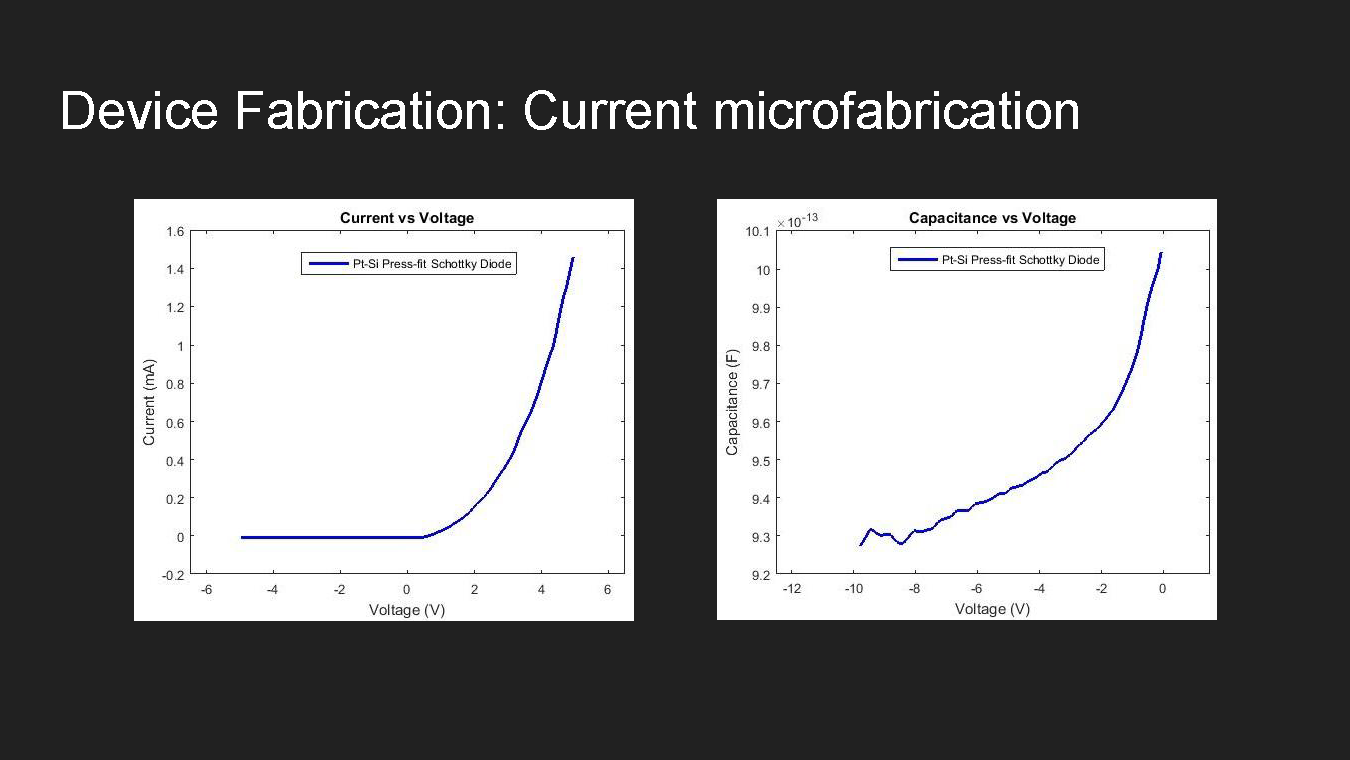 Device Fabrication: Current microfabrication
Current vs Voltage
1.6
1.4
1.2
1
0.8
0.6
0.4
0.2
0
-0.2
Current (mA)
Pt-Si Press-fit Schottky Diode
-6 -4 -2 0 2 4 6
Voltage (V)
×10-13
Capacitance vs Voltage
10.1
10
9.9
9.8
9.7
9.6
9.5
9.4
9.3
9.2
Capacitance (F)
Pt-Si Press-fit Schottky Diode
-12 -10 -8 -6 -4 -2 0
Voltage (V)